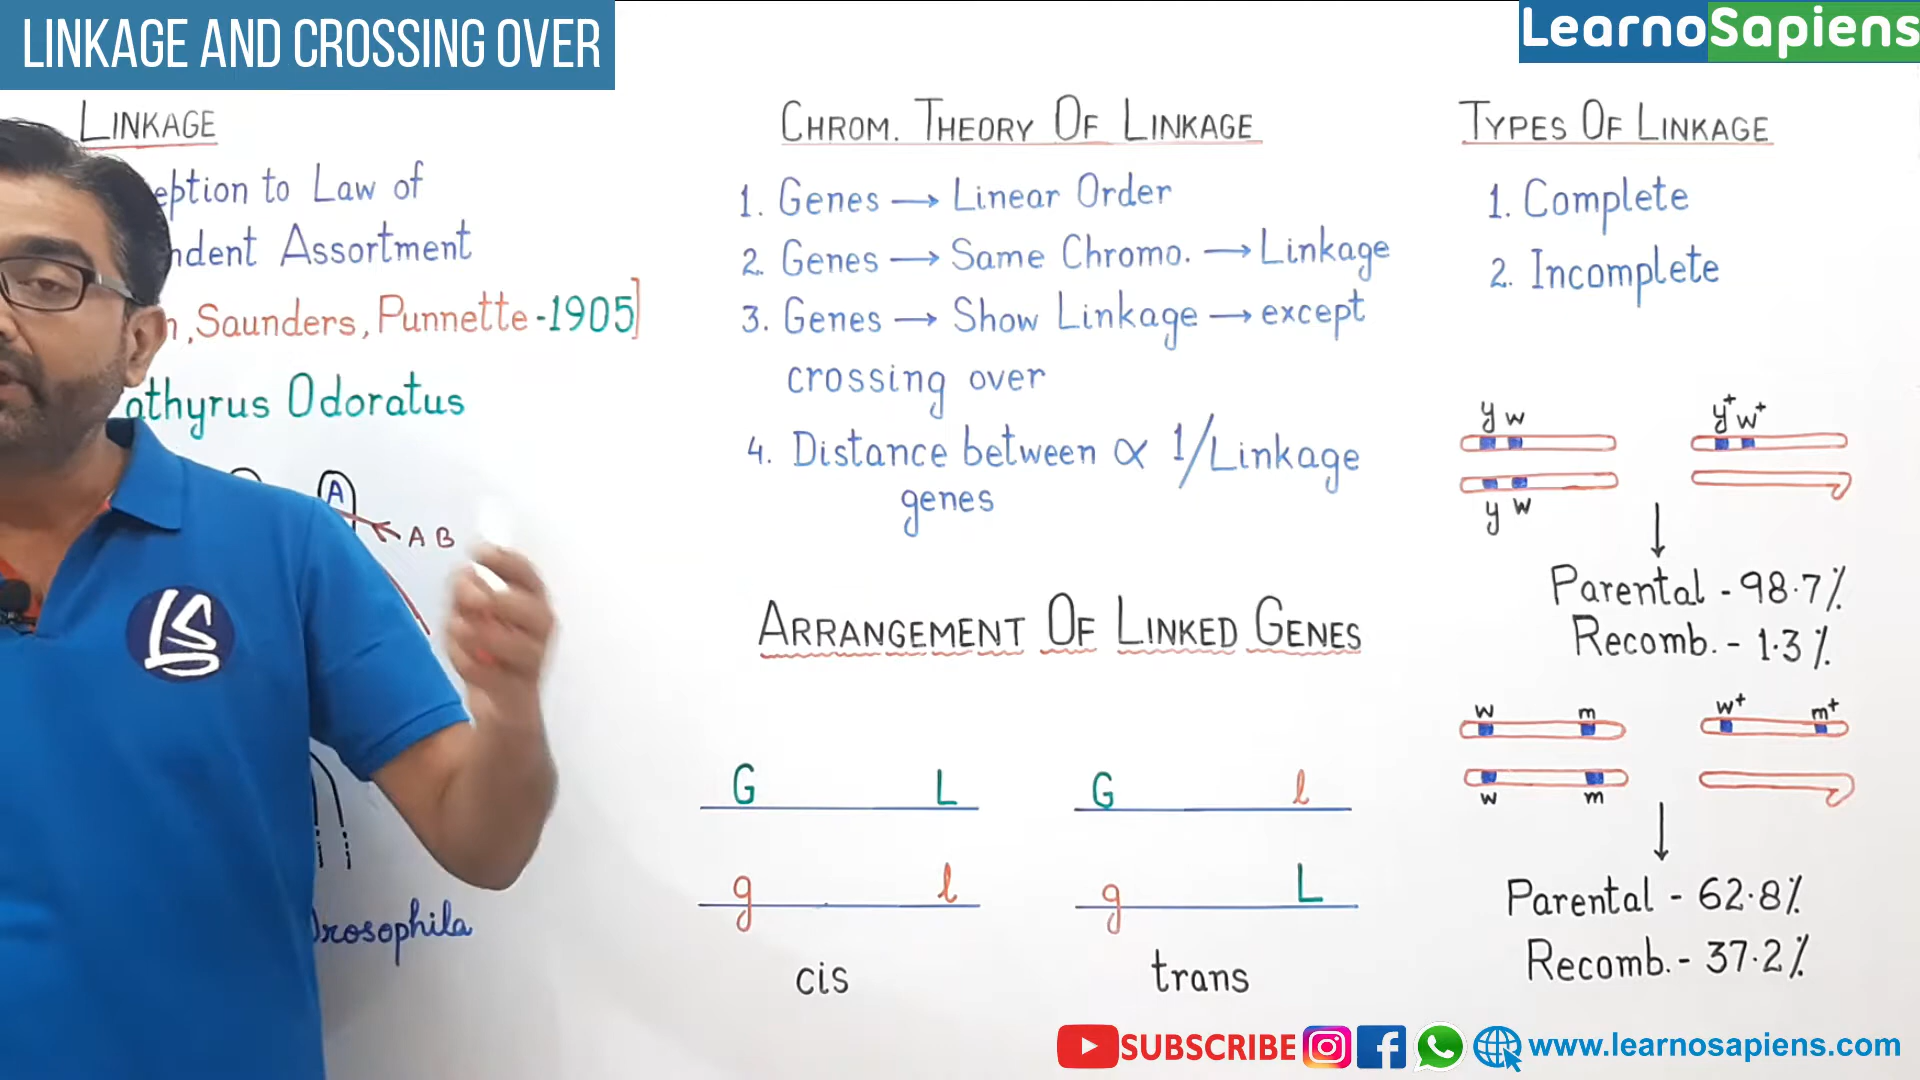 LINKAGE AND CROSSING OVER
LearnoSapiens
LINKAGE
eption to Law of
ndent Assortment
n, Saunders, Punnette -1905]
athyrus Odoratus
A
A B
Drosophila
LS
CHROM. THEORY OF LINKAGE
1. Genes → Linear Order
2. Genes → Same Chromo. → Linkage
3. Genes → Show Linkage → except
crossing over
4. Distance between ∝ 1/Linkage
genes
ARRANGEMENT OF LINKED GENES
G L
g l
cis
G l
g L
trans
TYPES OF LINKAGE
1. Complete
2. Incomplete
y w y+ w+
y w
Parental - 98.7%
Recomb. - 1.3%
w m w+ m+
w m
Parental - 62.8%
Recomb. - 37.2%
SUBSCRIBE www.learnosapiens.com